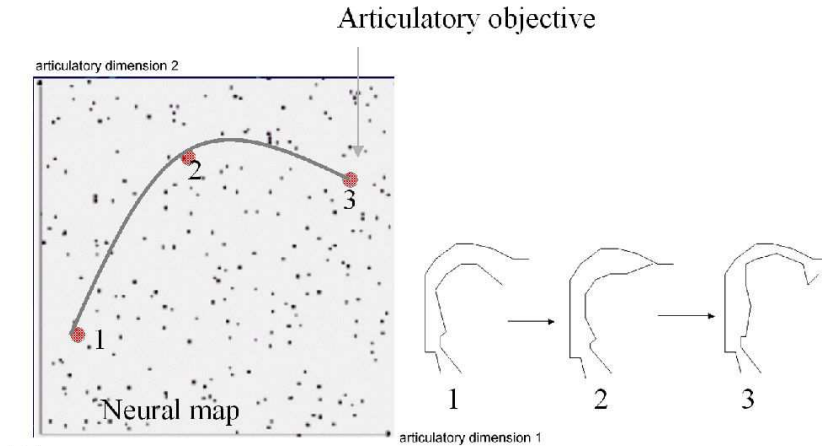 Articulatory objective
articulatory dimension 2
2
3
1
Neural map
1
2
3
articulatory dimension 1